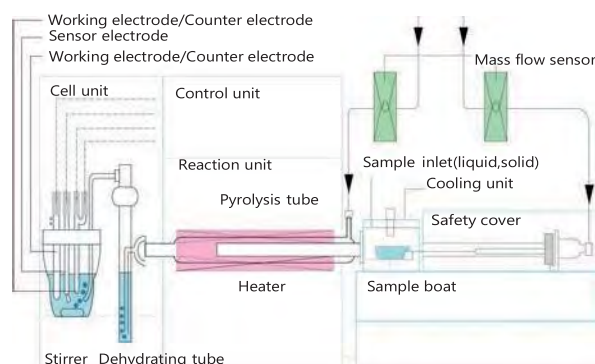 Working electrode/Counter electrode
Sensor electrode
Working electrode/Counter electrode
Mass flow sensor
Cell unit
Control unit
Reaction unit
Sample inlet(liquid,solid)
Cooling unit
Pyrolysis tube
Safety cover
Heater
Sample boat
Stirrer Dehydrating tube